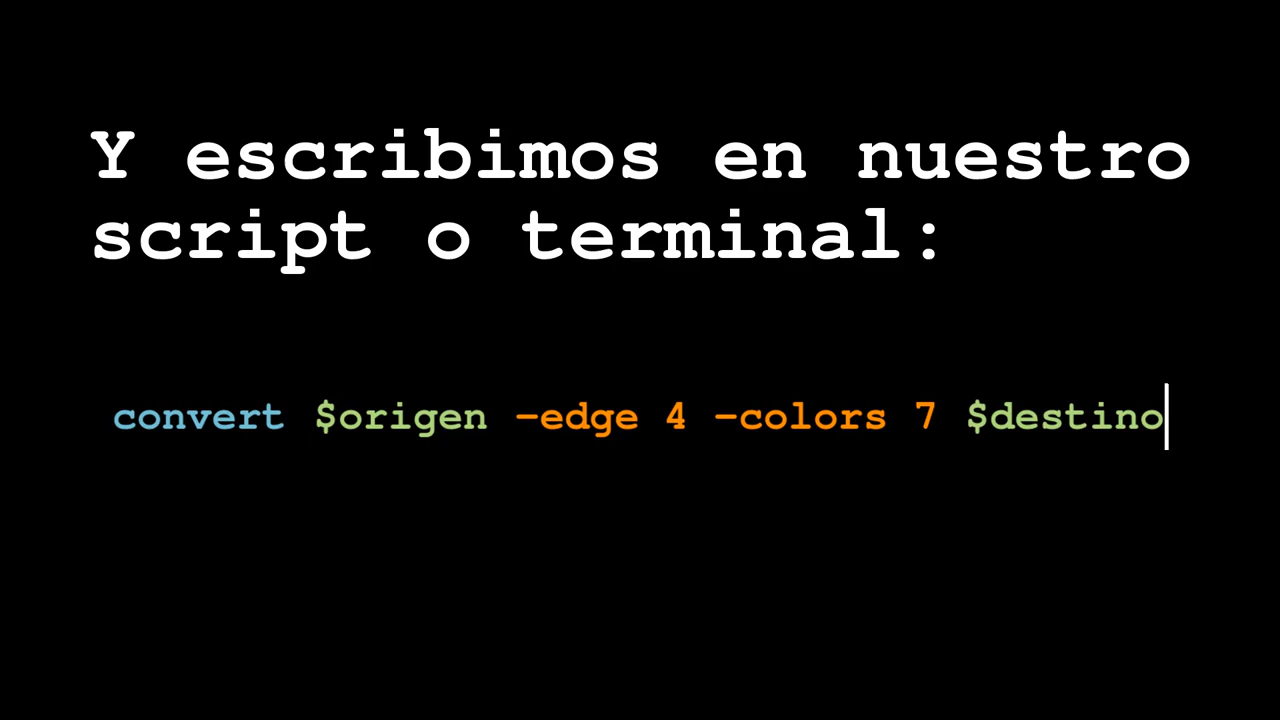 Y escribimos en nuestro
script o terminal:
convert $origen -edge 4 -colors 7 $destino